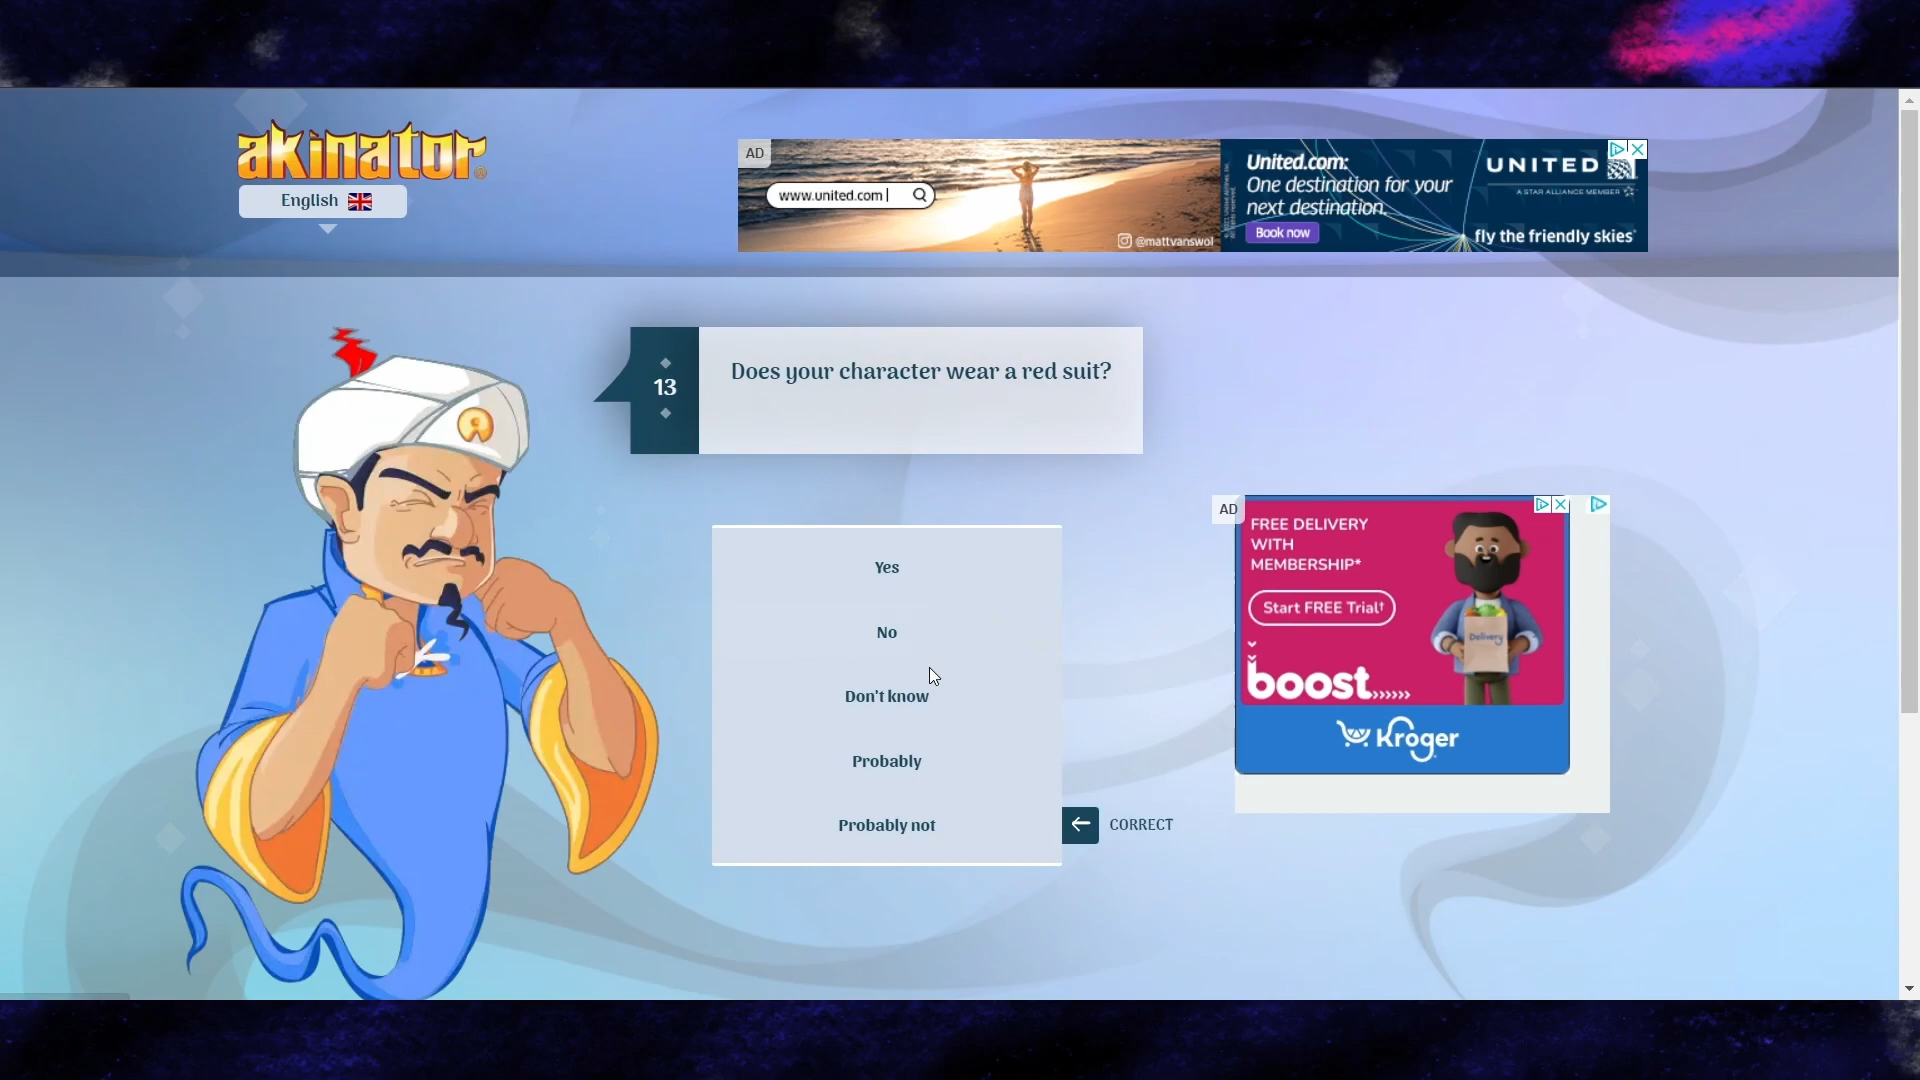 akinator
English
AD
www.united.com
@mattvanswol
United.com:
One destination for your
next destination.
Book now
UNITED
A STAR ALLIANCE MEMBER
fly the friendly skies
13
Does your character wear a red suit?
Yes
No
Don't know
Probably
Probably not
CORRECT
AD
FREE DELIVERY
WITH
MEMBERSHIP*
Start FREE Trial†
Delivery
boost
Kroger